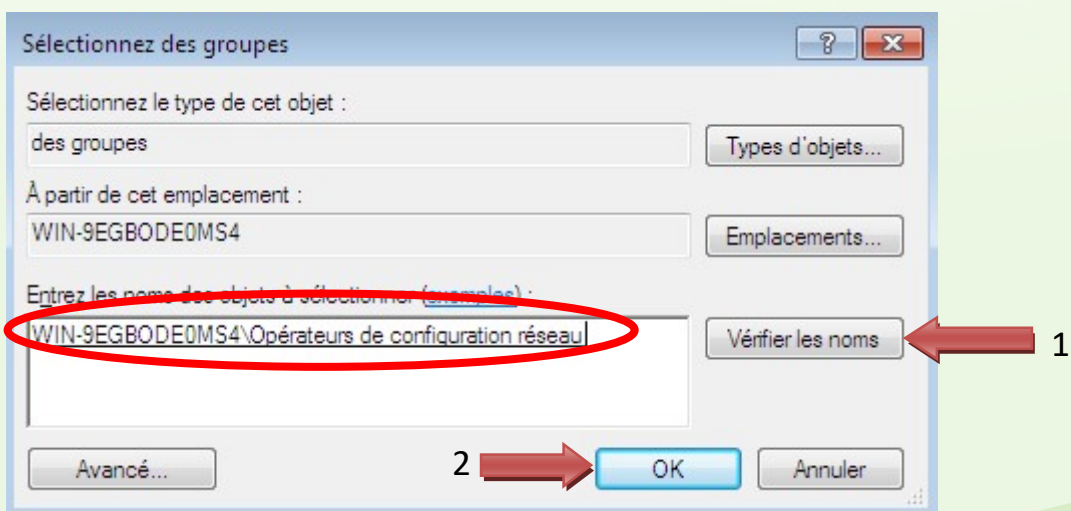 Sélectionnez des groupes
Sélectionnez le type de cet objet :
des groupes
Types d'objets...
À partir de cet emplacement :
WIN-9EGBODE0MS4
Emplacements...
Entrez les noms des objets à sélectionner (exemples) :
WIN-9EGBODE0MS4\Opérateurs de configuration réseau
Vérifier les noms
1
Avancé...
2
OK
Annuler